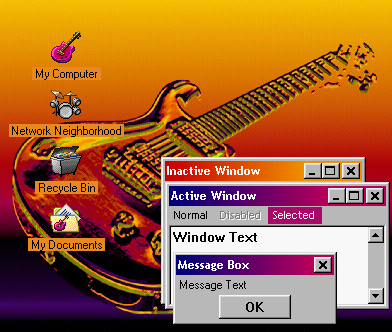 My Computer
Network Neighborhood
Recycle Bin
My Documents
Inactive Window
Active Window
Normal Disabled Selected
Window Text
Message Box
Message Text
OK